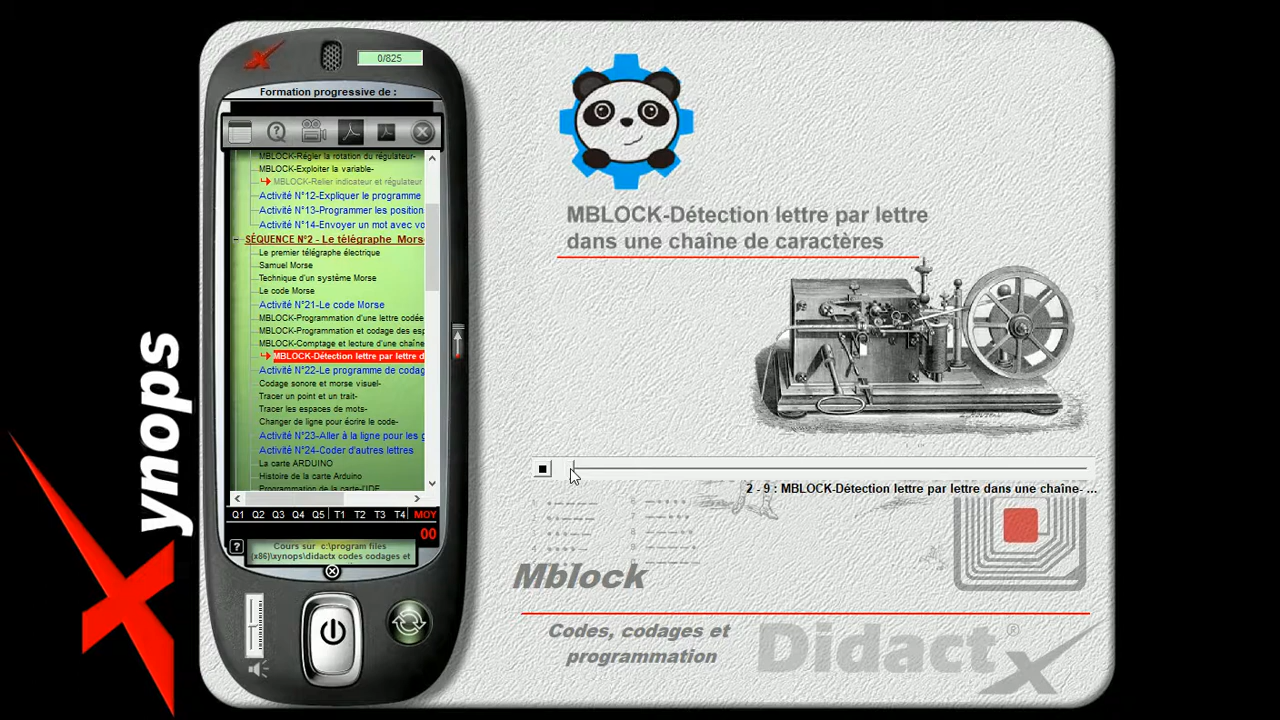 0/825
Formation progressive de :
MBLOCK-Régler la rotation du régulateur-
MBLOCK-Exploiter la variable-
MBLOCK-Relier indicateur et régulateur
Activité N°12-Expliquer le programme
Activité N°13-Programmer les position
Activité N°14-Envoyer un mot avec vo
SÉQUENCE N°2 - Le télégraphe Morse
Le premier télégraphe électrique
Samuel Morse
Technique d'un systéme Morse
Le code Morse
Activité N°21-Le code Morse
MBLOCK-Programmation d'une lettre codée
MBLOCK-Programmation et codage des esp
MBLOCK-Comptage et lecture d'une chaîne
MBLOCK-Détection lettre par lettre d
Activité N°22-Le programme de codag
Codage sonore et morse visuel-
Tracer un point et un trait-
Tracer les espaces de mots-
Changer de ligne pour écrire le code-
Activité N°23-Aller à la ligne pour les g
Activité N°24-Coder d'autres lettres
La carte ARDUINO
Histoire de la carte Arduino
Programmation de la carte-l'IDE
Q1 Q2 Q3 Q4 Q5 T1 T2 T3 T4 MOY
00
?
Cours sur c:\program files
(x86)\xynops\didactx codes codages et
Xynops
MBLOCK-Détection lettre par lettre
dans une chaîne de caractères
2 - 9 : MBLOCK-Détection lettre par lettre dans une chaîne- ...
Mblock
Codes, codages et
programmation
Didact X®